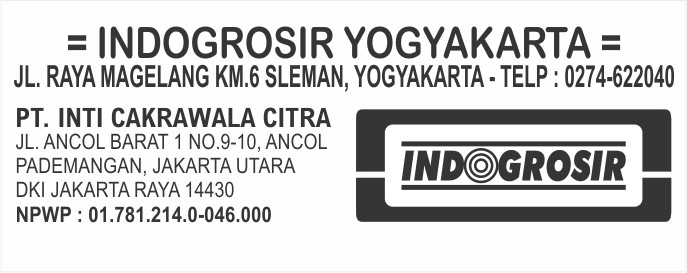 = INDOGROSIR YOGYAKARTA =
JL. RAYA MAGELANG KM.6 SLEMAN, YOGYAKARTA - TELP : 0274-622040
PT. INTI CAKRAWALA CITRA
JL. ANCOL BARAT 1 NO.9-10, ANCOL
PADEMANGAN, JAKARTA UTARA
DKI JAKARTA RAYA 14430
NPWP : 01.781.214.0-046.000
INDOGROSIR